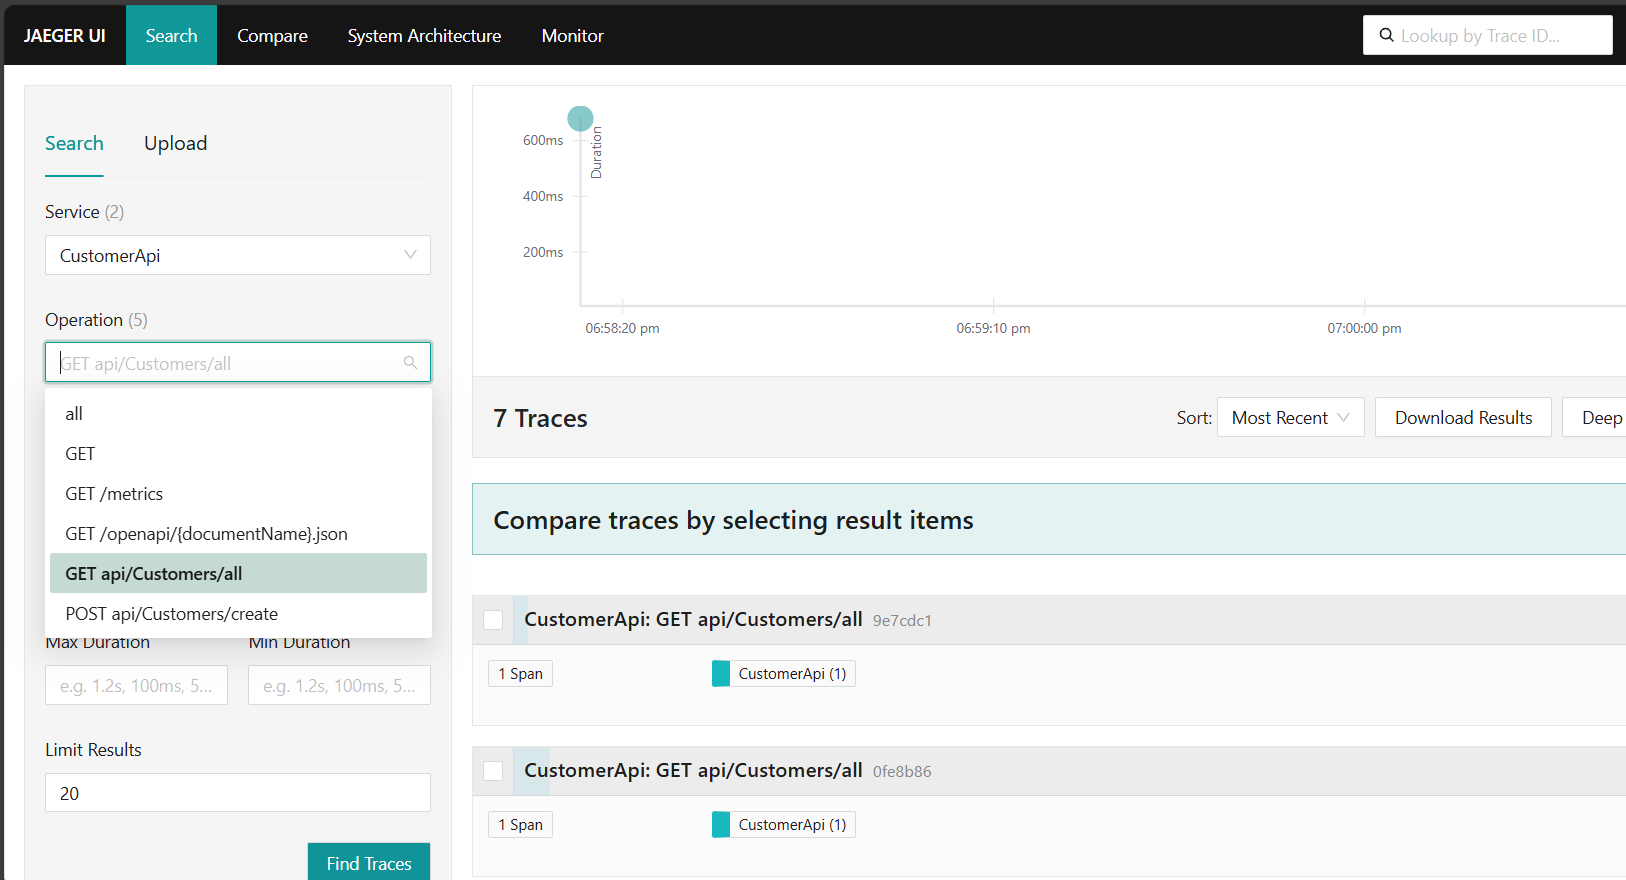 JAEGER UI Search Compare System Architecture Monitor Lookup by Trace ID...
Search Upload
Service (2)
CustomerApi
Operation (5)
GET api/Customers/all
all
GET
GET /metrics
GET /openapi/{documentName}.json
GET api/Customers/all
POST api/Customers/create
Max Duration Min Duration
e.g. 1.2s, 100ms, 5... e.g. 1.2s, 100ms, 5...
Limit Results
20
Find Traces
Duration
600ms
400ms
200ms
06:58:20 pm 06:59:10 pm 07:00:00 pm
7 Traces Sort: Most Recent Download Results Deep
Compare traces by selecting result items
CustomerApi: GET api/Customers/all 9e7cdc1
1 Span CustomerApi (1)
CustomerApi: GET api/Customers/all 0fe8b86
1 Span CustomerApi (1)